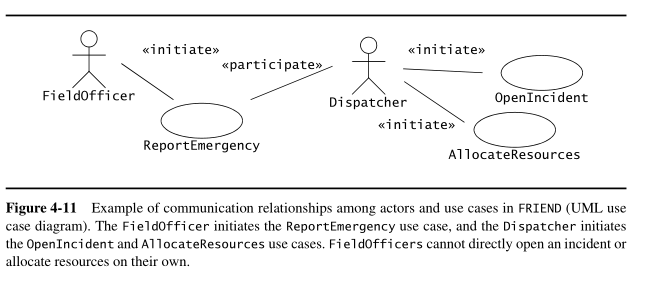 «initiate»
«initiate»
«participate»
FieldOfficer
OpenIncident
Dispatcher
«initiate»
ReportEmergency
AllocateResources
Figure 4-11 Example of communication relationships among actors and use cases in FRIEND (UML use
case diagram). The FieldOfficer initiates the ReportEmergency use case, and the Dispatcher initiates
the OpenIncident and AllocateResources use cases. FieldOfficers cannot directly open an incident or
allocate resources on their own.